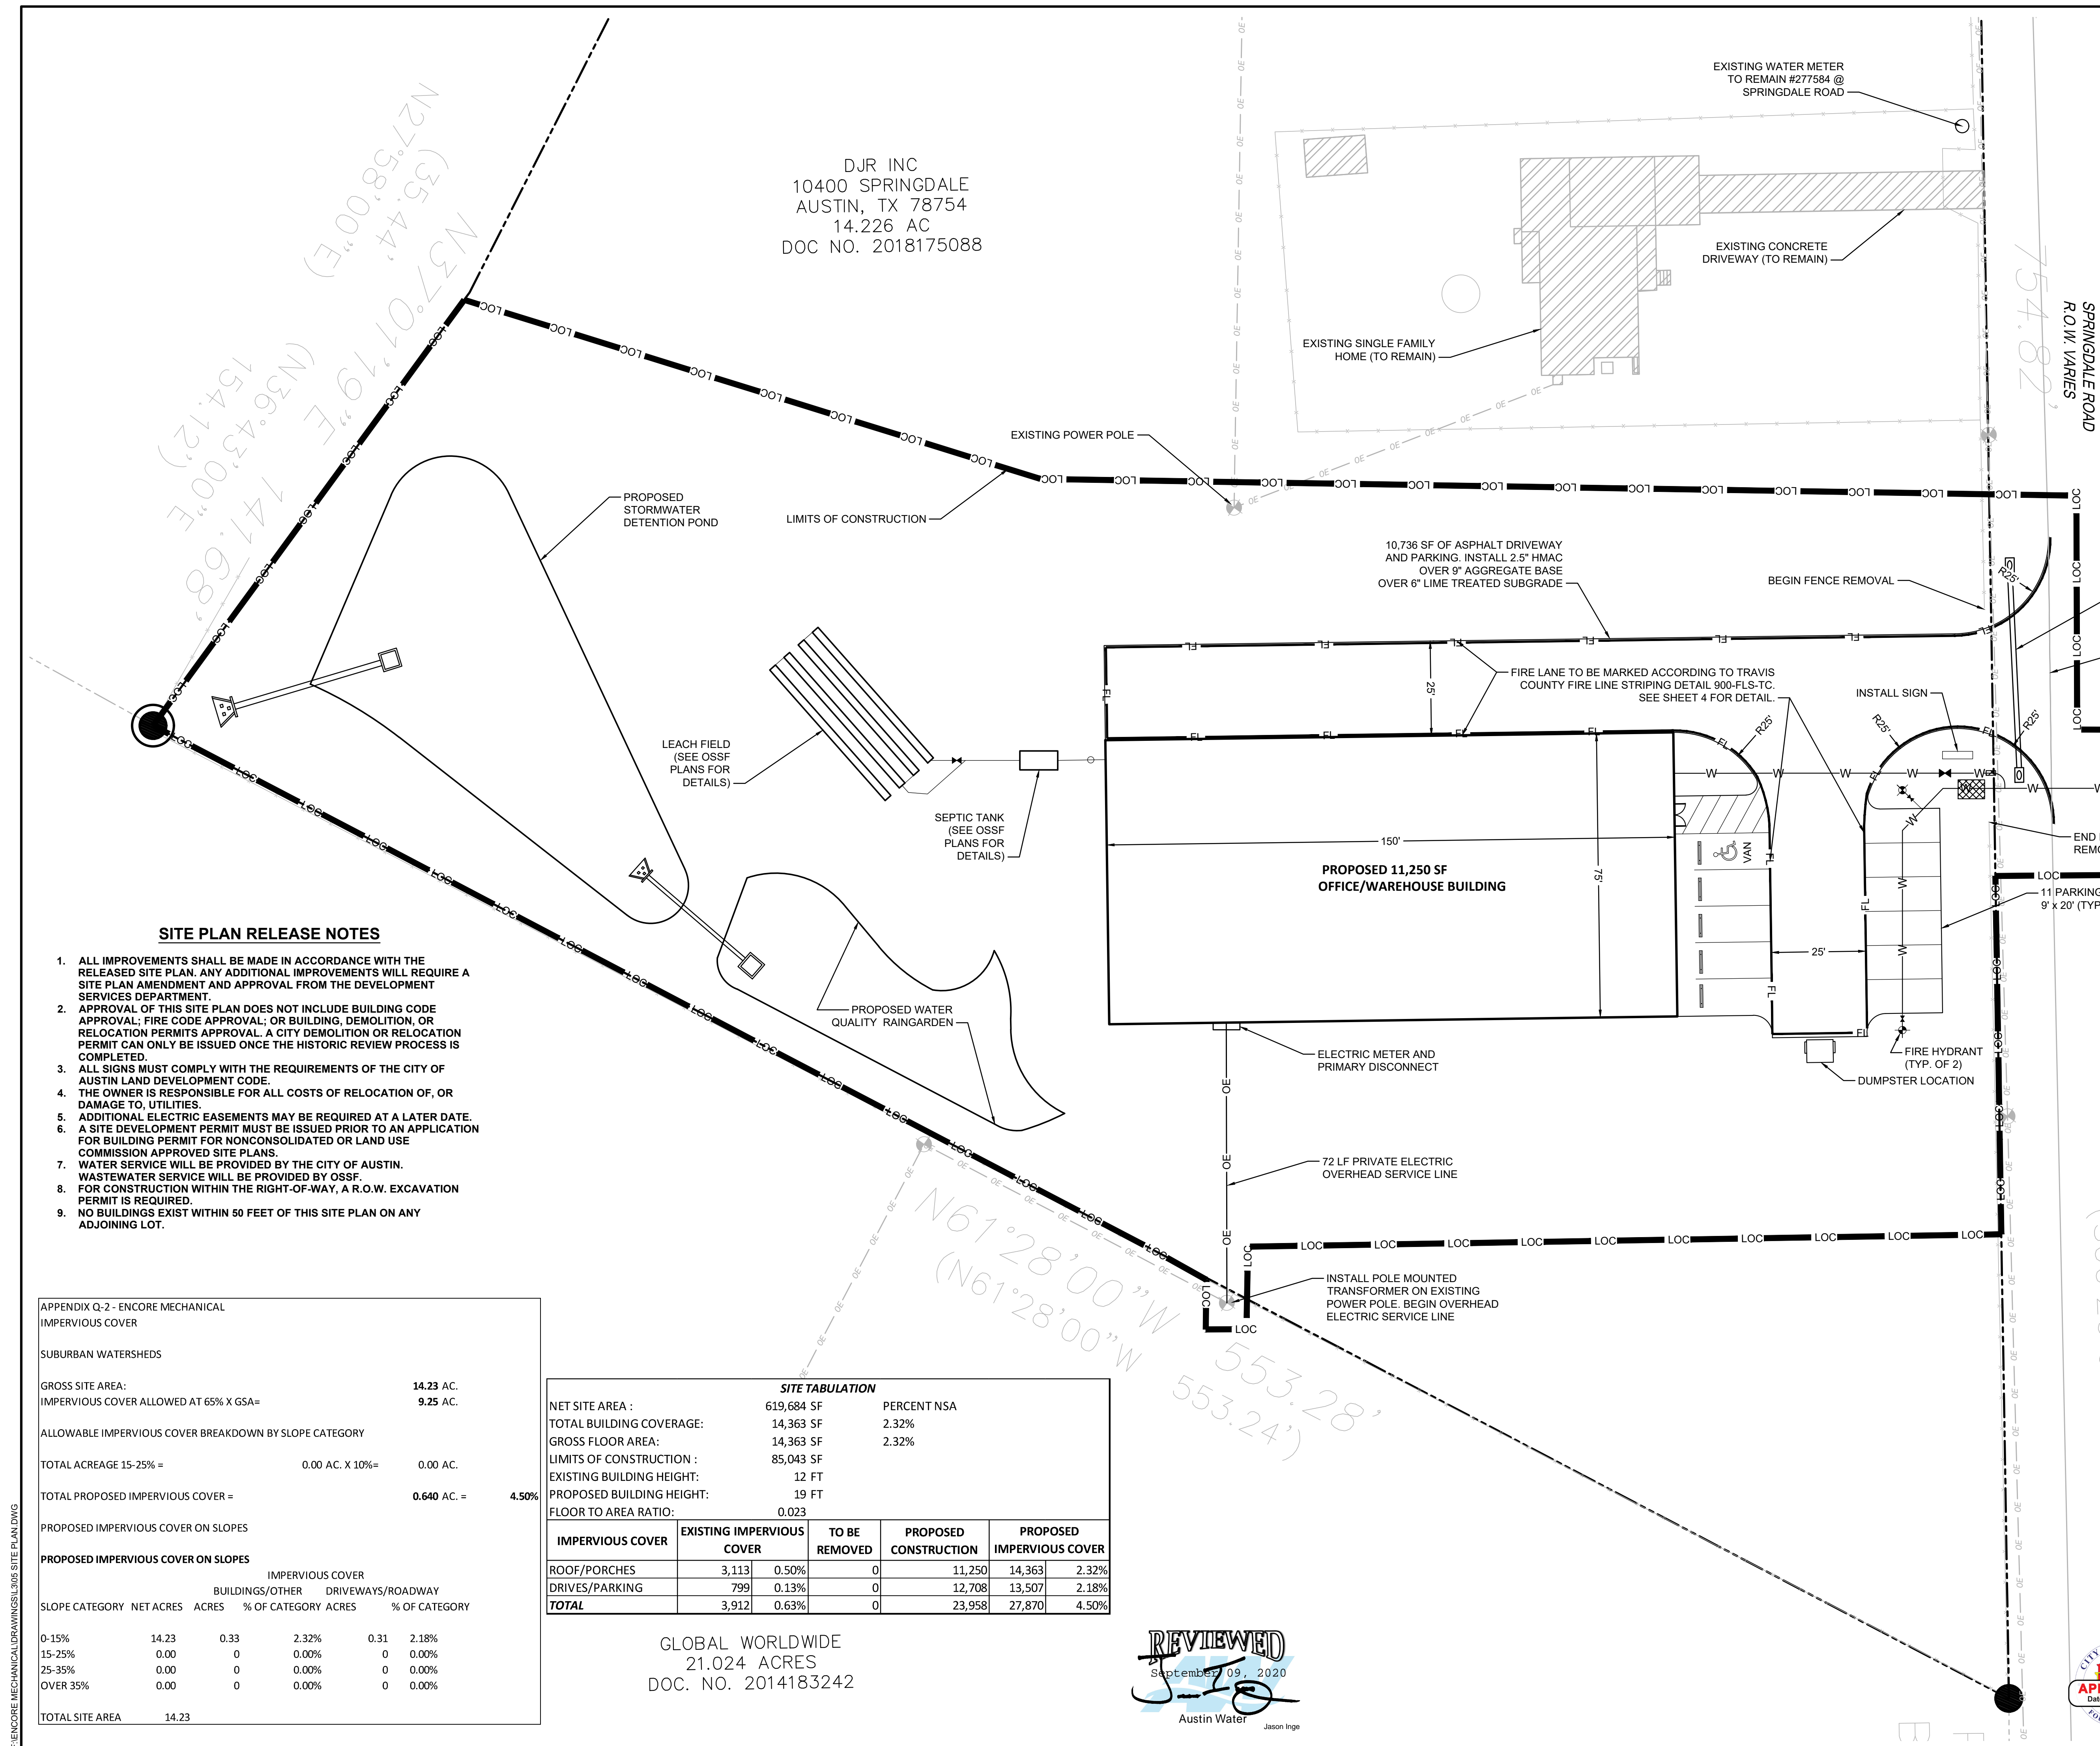 EXISTING WATER METER
TO REMAIN #277584 @
SPRINGDALE ROAD
DJR INC
10400 SPRINGDALE
AUSTIN, TX 78754
14.226 AC
DOC NO. 2018175088
N27°58'00"E)
(35.44'
N37°01'19"E
141.68'
(N36°43'00"E
154.12')
EXISTING CONCRETE
DRIVEWAY (TO REMAIN)
754.82'
SPRINGDALE ROAD
R.O.W. VARIES
EXISTING SINGLE FAMILY
HOME (TO REMAIN)
EXISTING POWER POLE
PROPOSED
STORMWATER
DETENTION POND
LIMITS OF CONSTRUCTION
10,736 SF OF ASPHALT DRIVEWAY
AND PARKING. INSTALL 2.5" HMAC
OVER 9" AGGREGATE BASE
OVER 6" LIME TREATED SUBGRADE
BEGIN FENCE REMOVAL
R25'
FIRE LANE TO BE MARKED ACCORDING TO TRAVIS
COUNTY FIRE LINE STRIPING DETAIL 900-FLS-TC.
SEE SHEET 4 FOR DETAIL.
25'
INSTALL SIGN
R25'
R25'
R25'
LEACH FIELD
(SEE OSSF
PLANS FOR
DETAILS)
SEPTIC TANK
(SEE OSSF
PLANS FOR
DETAILS)
150'
75'
PROPOSED 11,250 SF
OFFICE/WAREHOUSE BUILDING
VAN
25'
END
11 PARKING
9' x 20' (TYP
PROPOSED WATER
QUALITY RAINGARDEN
ELECTRIC METER AND
PRIMARY DISCONNECT
FIRE HYDRANT
(TYP. OF 2)
DUMPSTER LOCATION
72 LF PRIVATE ELECTRIC
OVERHEAD SERVICE LINE
INSTALL POLE MOUNTED
TRANSFORMER ON EXISTING
POWER POLE. BEGIN OVERHEAD
ELECTRIC SERVICE LINE
N61°28'00"W 553.28'
(N61°28'00"W 553.24')
LOC
OE
FL
W
SITE PLAN RELEASE NOTES
1. ALL IMPROVEMENTS SHALL BE MADE IN ACCORDANCE WITH THE
RELEASED SITE PLAN. ANY ADDITIONAL IMPROVEMENTS WILL REQUIRE A
SITE PLAN AMENDMENT AND APPROVAL FROM THE DEVELOPMENT
SERVICES DEPARTMENT.
2. APPROVAL OF THIS SITE PLAN DOES NOT INCLUDE BUILDING CODE
APPROVAL; FIRE CODE APPROVAL; OR BUILDING, DEMOLITION, OR
RELOCATION PERMITS APPROVAL. A CITY DEMOLITION OR RELOCATION
PERMIT CAN ONLY BE ISSUED ONCE THE HISTORIC REVIEW PROCESS IS
COMPLETED.
3. ALL SIGNS MUST COMPLY WITH THE REQUIREMENTS OF THE CITY OF
AUSTIN LAND DEVELOPMENT CODE.
4. THE OWNER IS RESPONSIBLE FOR ALL COSTS OF RELOCATION OF, OR
DAMAGE TO, UTILITIES.
5. ADDITIONAL ELECTRIC EASEMENTS MAY BE REQUIRED AT A LATER DATE.
6. A SITE DEVELOPMENT PERMIT MUST BE ISSUED PRIOR TO AN APPLICATION
FOR BUILDING PERMIT FOR NONCONSOLIDATED OR LAND USE
COMMISSION APPROVED SITE PLANS.
7. WATER SERVICE WILL BE PROVIDED BY THE CITY OF AUSTIN.
WASTEWATER SERVICE WILL BE PROVIDED BY OSSF.
8. FOR CONSTRUCTION WITHIN THE RIGHT-OF-WAY, A R.O.W. EXCAVATION
PERMIT IS REQUIRED.
9. NO BUILDINGS EXIST WITHIN 50 FEET OF THIS SITE PLAN ON ANY
ADJOINING LOT.
APPENDIX Q-2 - ENCORE MECHANICAL
IMPERVIOUS COVER
SUBURBAN WATERSHEDS
GROSS SITE AREA: 14.23 AC.
IMPERVIOUS COVER ALLOWED AT 65% X GSA= 9.25 AC.
ALLOWABLE IMPERVIOUS COVER BREAKDOWN BY SLOPE CATEGORY
TOTAL ACREAGE 15-25% = 0.00 AC. X 10%= 0.00 AC.
TOTAL PROPOSED IMPERVIOUS COVER = 0.640 AC. = 4.50%
PROPOSED IMPERVIOUS COVER ON SLOPES
PROPOSED IMPERVIOUS COVER ON SLOPES
IMPERVIOUS COVER
BUILDINGS/OTHER DRIVEWAYS/ROADWAY
SLOPE CATEGORY NET ACRES ACRES % OF CATEGORY ACRES % OF CATEGORY
0-15% 14.23 0.33 2.32% 0.31 2.18%
15-25% 0.00 0 0.00% 0 0.00%
25-35% 0.00 0 0.00% 0 0.00%
OVER 35% 0.00 0 0.00% 0 0.00%
TOTAL SITE AREA 14.23
SITE TABULATION
NET SITE AREA : 619,684 SF PERCENT NSA
TOTAL BUILDING COVERAGE: 14,363 SF 2.32%
GROSS FLOOR AREA: 14,363 SF 2.32%
LIMITS OF CONSTRUCTION : 85,043 SF
EXISTING BUILDING HEIGHT: 12 FT
PROPOSED BUILDING HEIGHT: 19 FT
FLOOR TO AREA RATIO: 0.023
IMPERVIOUS COVER EXISTING IMPERVIOUS COVER TO BE REMOVED PROPOSED CONSTRUCTION PROPOSED IMPERVIOUS COVER
ROOF/PORCHES 3,113 0.50% 0 11,250 14,363 2.32%
DRIVES/PARKING 799 0.13% 0 12,708 13,507 2.18%
TOTAL 3,912 0.63% 0 23,958 27,870 4.50%
GLOBAL WORLDWIDE
21.024 ACRES
DOC. NO. 2014183242
REVIEWED
AW
September 09, 2020
Austin Water
Jason Inge
CITY
F:\ENCORE MECHANICAL\DRAWINGS\L3\05 SITE PLAN.DWG